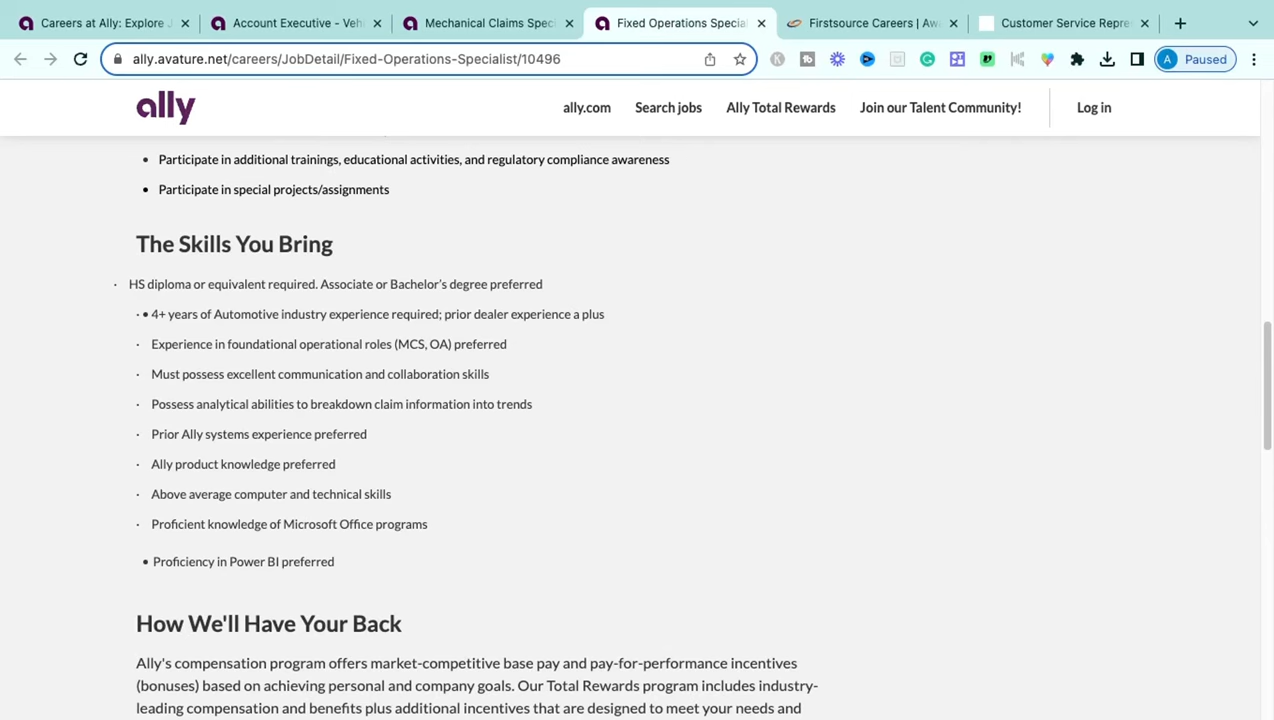 Careers at Ally: Explore J
Account Executive - Vehi
Mechanical Claims Speci
Fixed Operations Special
Firstsource Careers | Aw
Customer Service Repre
ally.avature.net/careers/JobDetail/Fixed-Operations-Specialist/10496
A Paused
ally
ally.com Search jobs Ally Total Rewards Join our Talent Community! Log in
• Participate in additional trainings, educational activities, and regulatory compliance awareness
• Participate in special projects/assignments
The Skills You Bring
· HS diploma or equivalent required. Associate or Bachelor's degree preferred
· • 4+ years of Automotive industry experience required; prior dealer experience a plus
· Experience in foundational operational roles (MCS, OA) preferred
· Must possess excellent communication and collaboration skills
· Possess analytical abilities to breakdown claim information into trends
· Prior Ally systems experience preferred
· Ally product knowledge preferred
· Above average computer and technical skills
· Proficient knowledge of Microsoft Office programs
• Proficiency in Power BI preferred
How We'll Have Your Back
Ally's compensation program offers market-competitive base pay and pay-for-performance incentives
(bonuses) based on achieving personal and company goals. Our Total Rewards program includes industry-
leading compensation and benefits plus additional incentives that are designed to meet your needs and